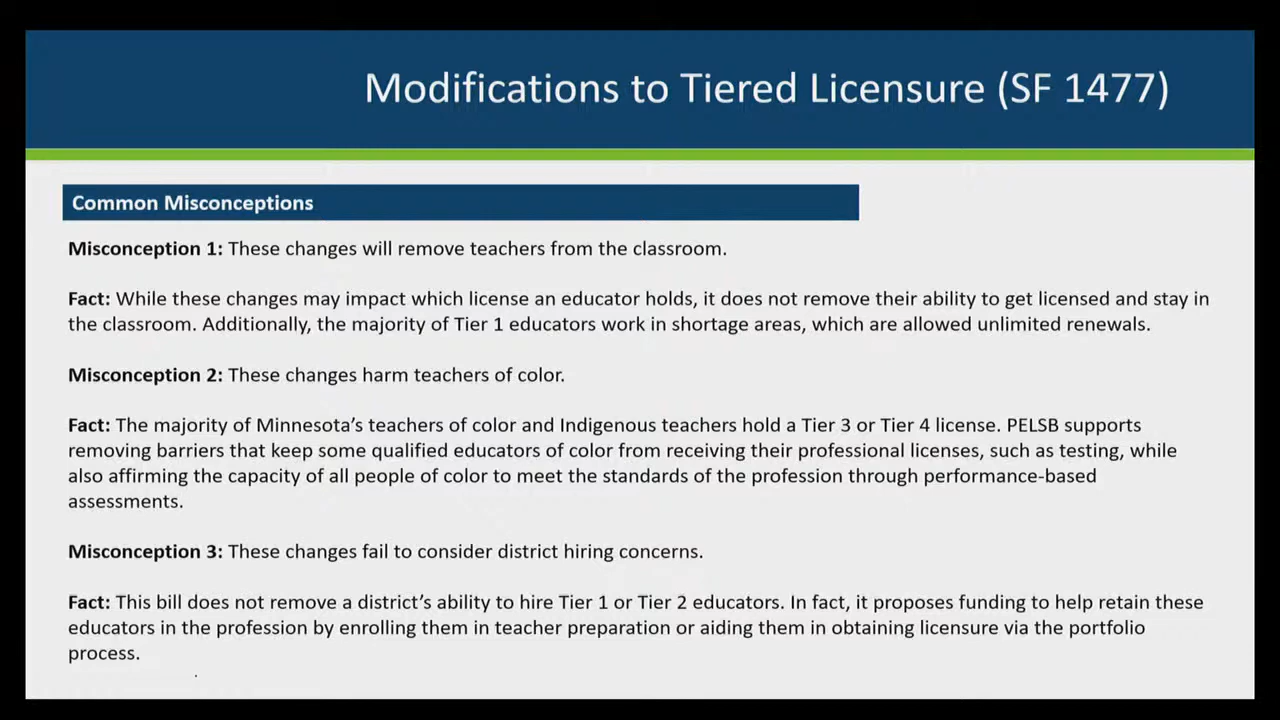 Modifications to Tiered Licensure (SF 1477)
Common Misconceptions
Misconception 1: These changes will remove teachers from the classroom.
Fact: While these changes may impact which license an educator holds, it does not remove their ability to get licensed and stay in
the classroom. Additionally, the majority of Tier 1 educators work in shortage areas, which are allowed unlimited renewals.
Misconception 2: These changes harm teachers of color.
Fact: The majority of Minnesota’s teachers of color and Indigenous teachers hold a Tier 3 or Tier 4 license. PELSB supports
removing barriers that keep some qualified educators of color from receiving their professional licenses, such as testing, while
also affirming the capacity of all people of color to meet the standards of the profession through performance-based
assessments.
Misconception 3: These changes fail to consider district hiring concerns.
Fact: This bill does not remove a district’s ability to hire Tier 1 or Tier 2 educators. In fact, it proposes funding to help retain these
educators in the profession by enrolling them in teacher preparation or aiding them in obtaining licensure via the portfolio
process.